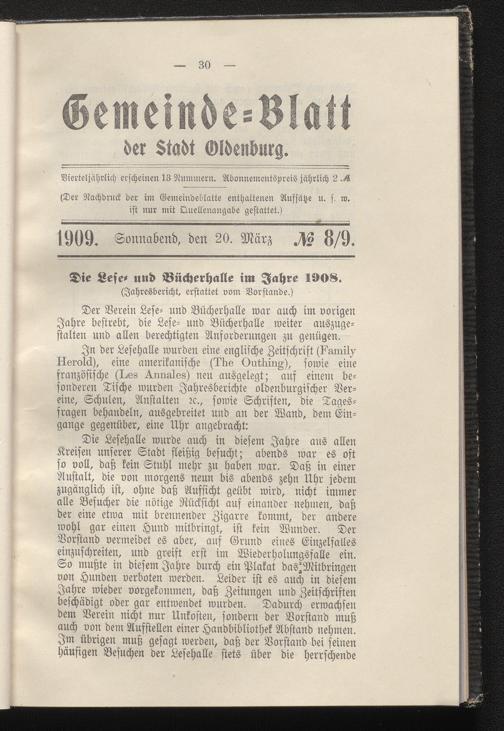 — 30 —
Gemeinde=Blatt
der Stadt Oldenburg.
Vierteljährlich erscheinen 13 Nummern. Abonnementspreis jährlich 2 ℳ
(Der Nachdruck der im Gemeindeblatte enthaltenen Aufsätze u. s. w.
ist nur mit Quellenangabe gestattet.)
1909. Sonnabend, den 20. März № 8/9.
Die Lese- und Bücherhalle im Jahre 1908.
(Jahresbericht, erstattet vom Vorstande.)
Der Verein Lese- und Bücherhalle war auch im vorigen
Jahre bestrebt, die Lese- und Bücherhalle weiter auszuge-
stalten und allen berechtigten Anforderungen zu genügen.
In der Lesehalle wurden eine englische Zeitschrift (Family
Herold), eine amerikanische (The Outhing), sowie eine
französische (Les Annales) neu ausgelegt; auf einem be-
sonderen Tische wurden Jahresberichte oldenburgischer Ver-
eine, Schulen, Anstalten ꝛc., sowie Schriften, die Tages-
fragen behandeln, ausgebreitet und an der Wand, dem Ein-
gange gegenüber, eine Uhr angebracht:
Die Lesehalle wurde auch in diesem Jahre aus allen
Kreisen unserer Stadt fleißig besucht; abends war es oft
so voll, daß kein Stuhl mehr zu haben war. Daß in einer
Anstalt, die von morgens neun bis abends zehn Uhr jedem
zugänglich ist, ohne daß Aufsicht geübt wird, nicht immer
alle Besucher die nötige Rücksicht auf einander nehmen, daß
der eine etwa mit brennender Zigarre kommt, der andere
wohl gar einen Hund mitbringt, ist kein Wunder. Der
Vorstand vermeidet es aber, auf Grund eines Einzelfalles
einzuschreiten, und greift erst im Wiederholungsfalle ein.
So mußte in diesem Jahre durch ein Plakat das Mitbringen
von Hunden verboten werden. Leider ist es auch in diesem
Jahre wieder vorgekommen, daß Zeitungen und Zeitschriften
beschädigt oder gar entwendet wurden. Dadurch erwachsen
dem Verein nicht nur Unkosten, sondern der Vorstand muß
auch von dem Aufstellen einer Handbibliothek Abstand nehmen.
Im übrigen muß gesagt werden, daß der Vorstand bei seinen
häufigen Besuchen der Lesehalle stets über die herrschende